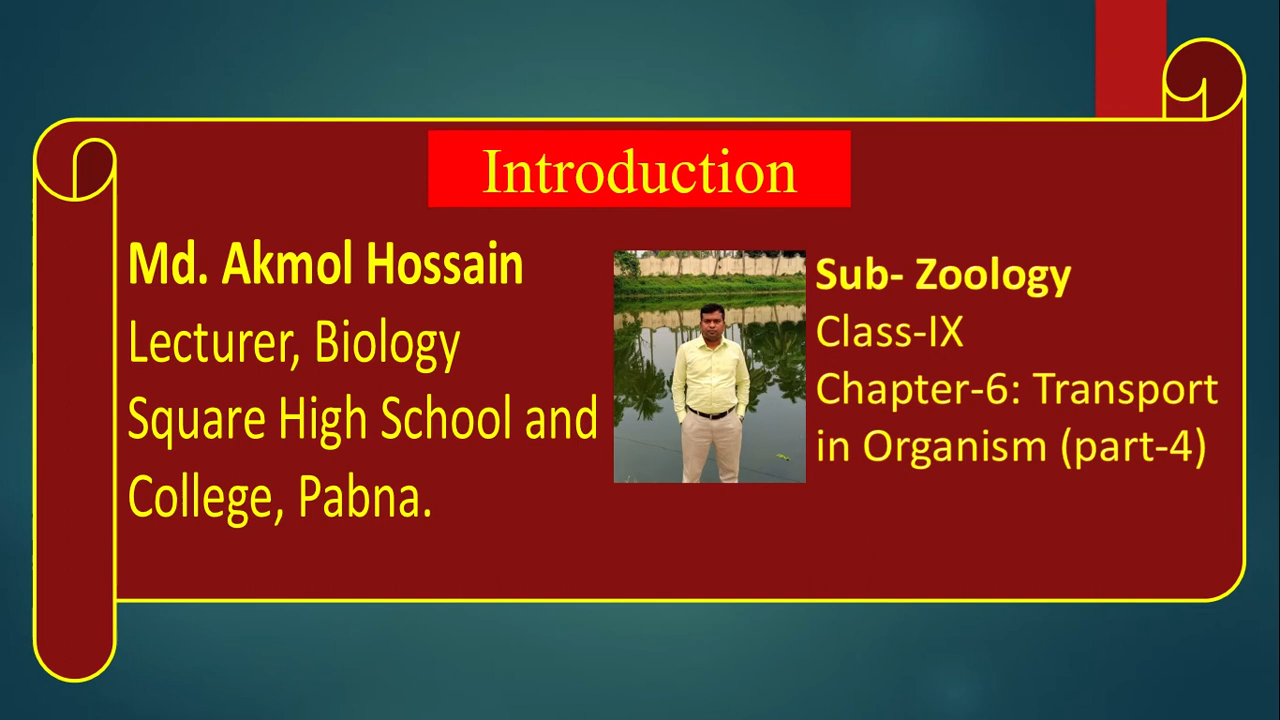 Introduction
Md. Akmol Hossain
Lecturer, Biology
Square High School and
College, Pabna.
Sub- Zoology
Class-IX
Chapter-6: Transport
in Organism (part-4)